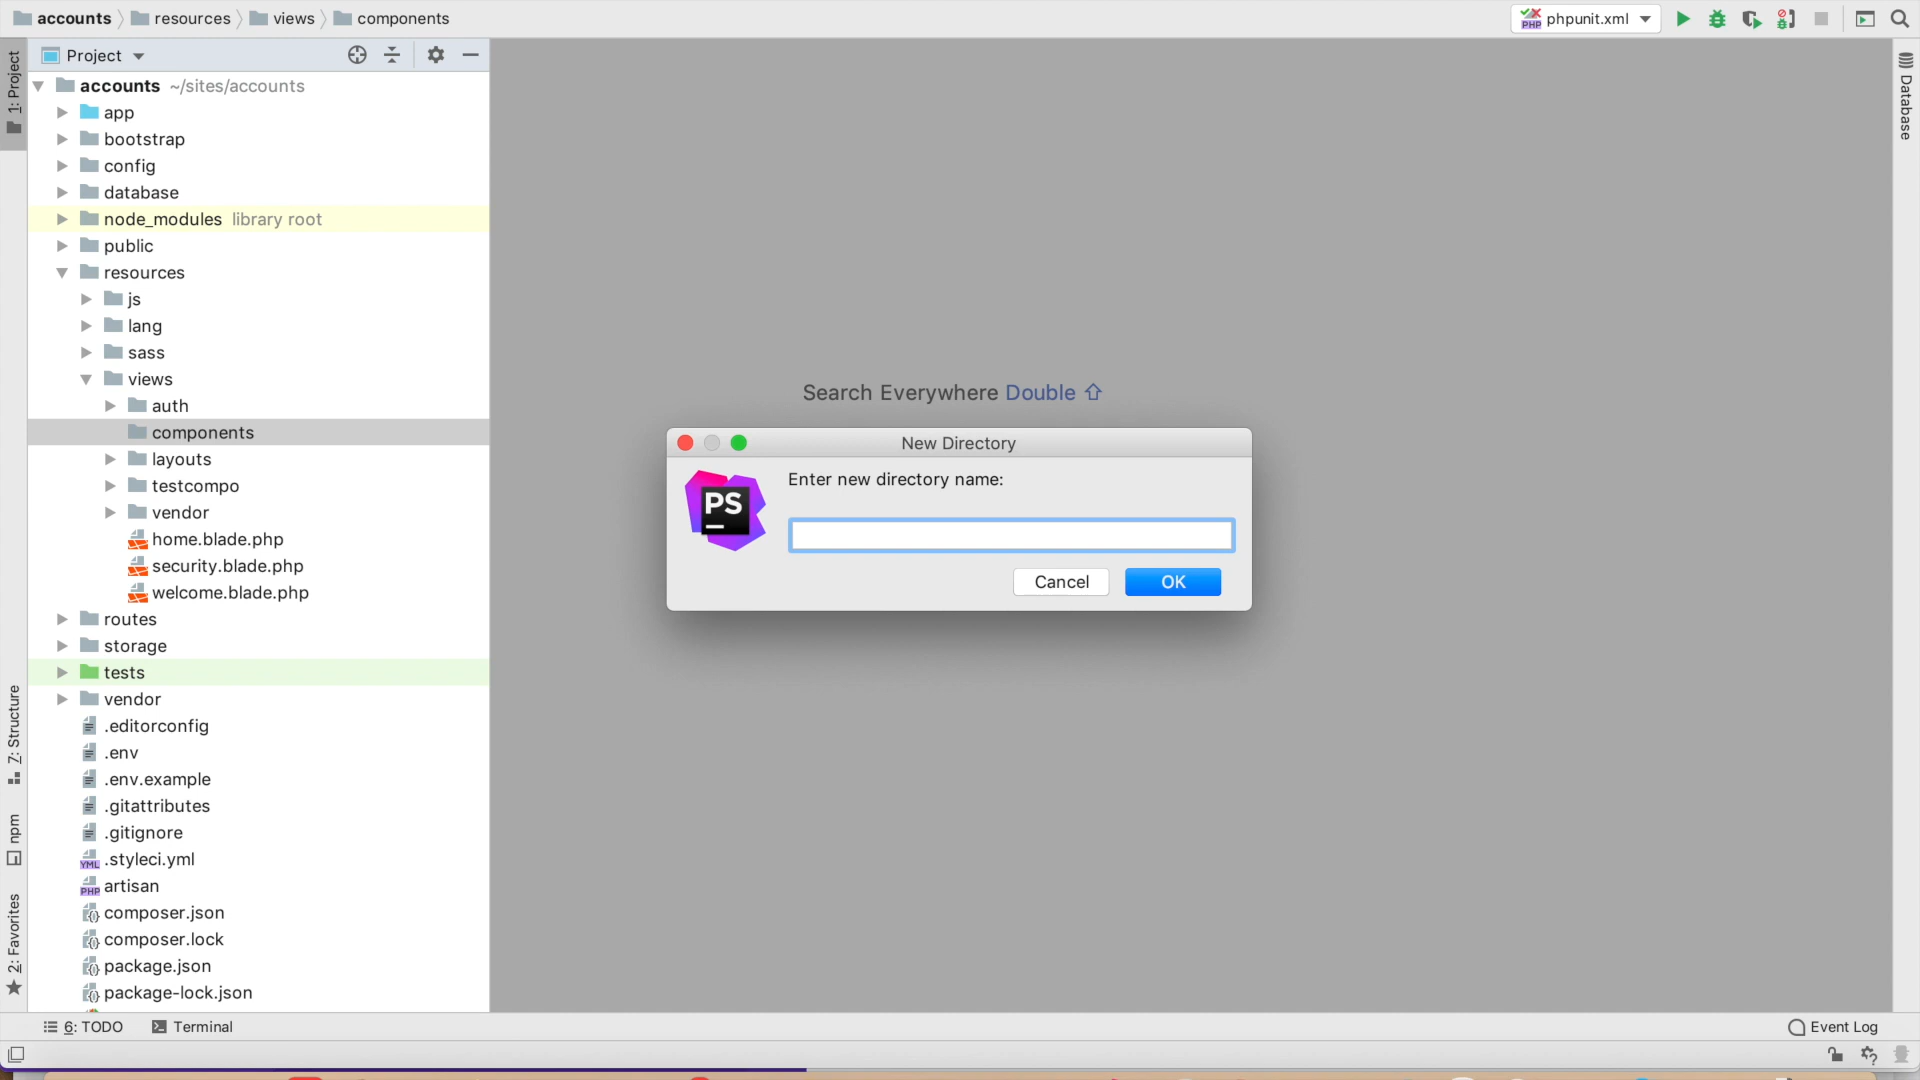 accounts resources views components
phpunit.xml
1: Project
Project
accounts ~/sites/accounts
app
bootstrap
config
database
node_modules library root
public
resources
js
lang
sass
views
auth
components
layouts
testcompo
vendor
home.blade.php
security.blade.php
welcome.blade.php
routes
storage
tests
vendor
.editorconfig
.env
.env.example
.gitattributes
.gitignore
YML .styleci.yml
PHP artisan
composer.json
composer.lock
package.json
package-lock.json
Search Everywhere Double ⇧
New Directory
PS
Enter new directory name:
Cancel OK
Database
7: Structure
npm
2: Favorites
6: TODO Terminal
Event Log